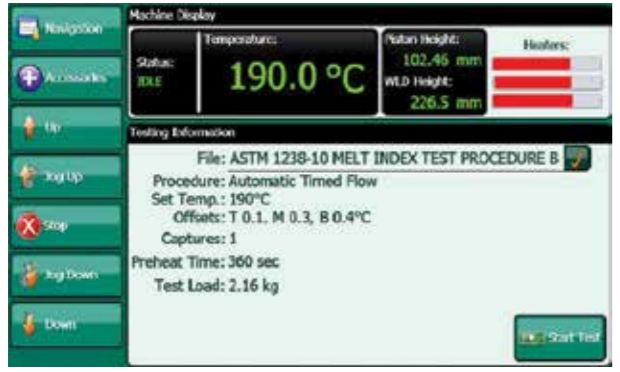 Navigation
Accessories
Up
Jog Up
Stop
Jog Down
Down
Machine Display
Status:
IDLE
Temperature:
190.0 °C
Piston Height:
102.46 mm
WLD Height:
226.5 mm
Heaters:
Testing Information
File: ASTM 1238-10 MELT INDEX TEST PROCEDURE B
Procedure: Automatic Timed Flow
Set Temp.: 190°C
Offsets: T 0.1. M 0.3, B 0.4°C
Captures: 1
Preheat Time: 360 sec
Test Load: 2.16 kg
Start Test